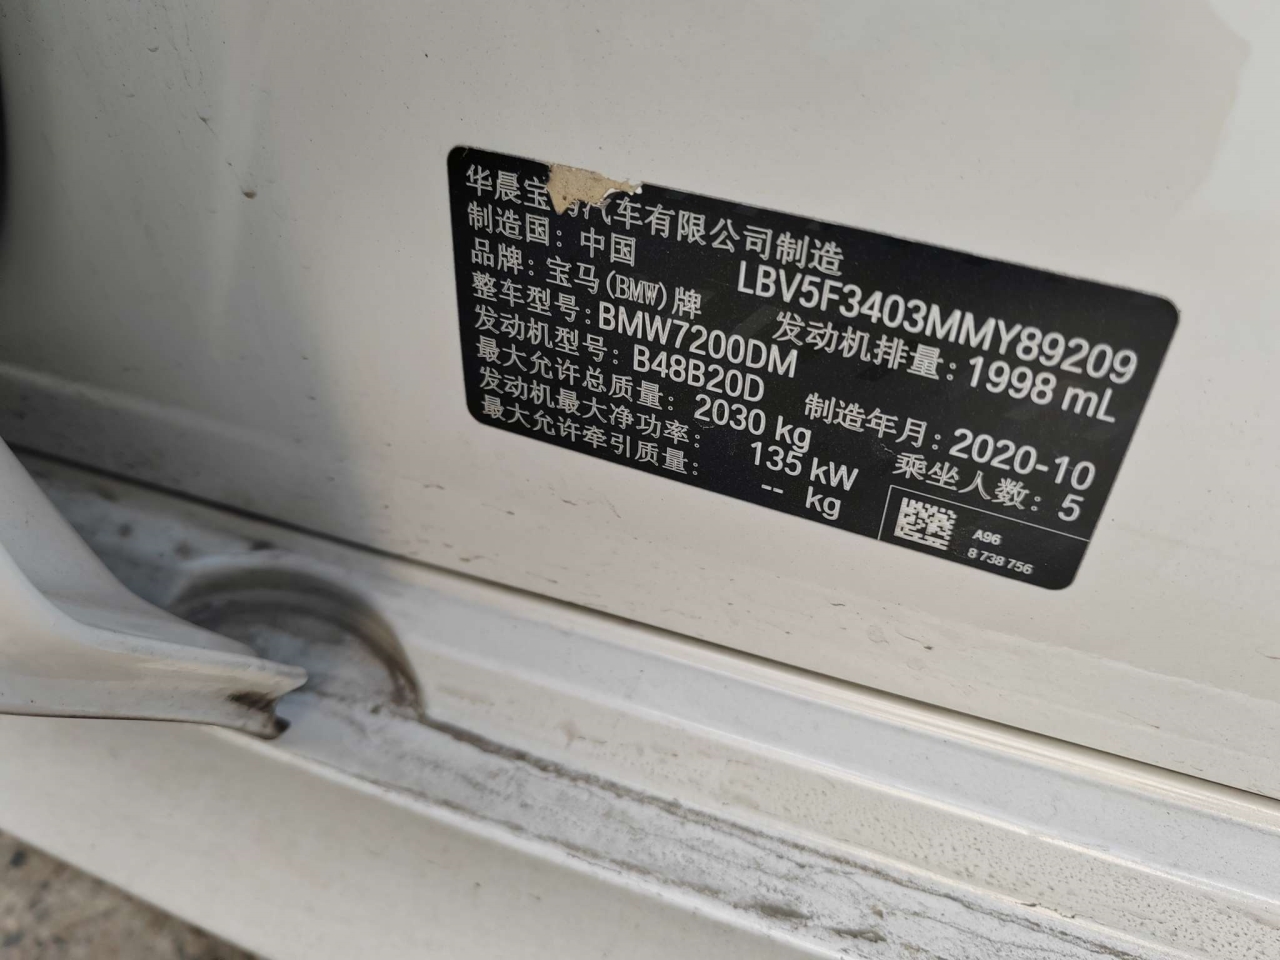 华晨宝马汽车有限公司制造
制造国：中国 LBV5F3403MMY89209
品牌：宝马(BMW)牌 发动机排量：1998 mL
整车型号：BMW7200DM
发动机型号：B48B20D 制造年月：2020-10
最大允许总质量：2030 kg 乘坐人数：5
发动机最大净功率：135 kW
最大允许牵引质量：-- kg
A96
8 738 756